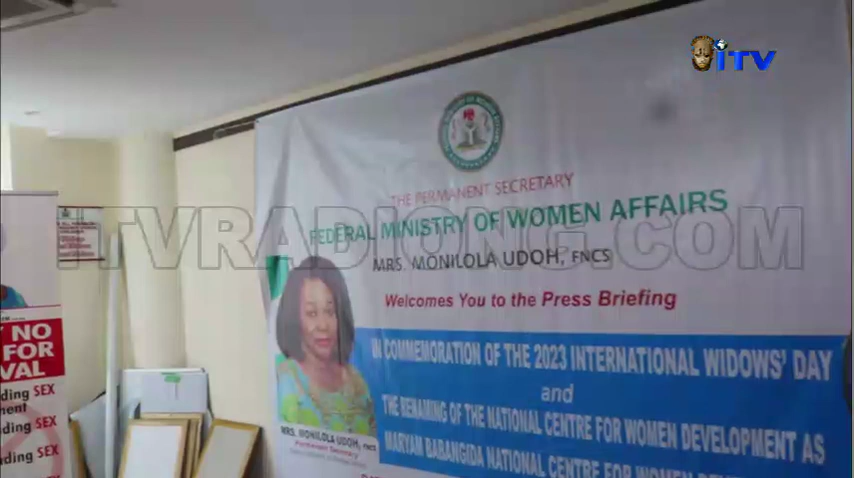 iTV
THE PERMANENT SECRETARY
FEDERAL MINISTRY OF WOMEN AFFAIRS
MRS. MONILOLA UDOH, FNCS
Welcomes You to the Press Briefing
IN COMMEMORATION OF THE 2023 INTERNATIONAL WIDOWS' DAY
and
THE RENAMING OF THE NATIONAL CENTRE FOR WOMEN DEVELOPMENT AS
MARYAM BABANGIDA NATIONAL CENTRE FOR WOMEN
MRS. MONILOLA UDOH, FNCS
Permanent Secretary
ITVRADIONG.COM
NO
FOR
VAL
ding SEX
ment
ding SEX
nding SEX